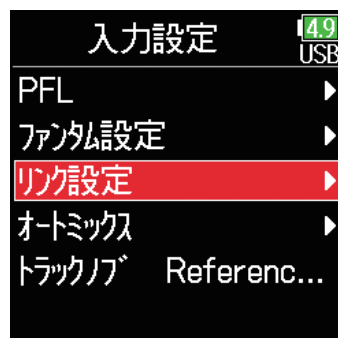 入力設定
4.9
USB
PFL
ファンタム設定
リンク設定
オートミックス
トラックノブ Referenc...